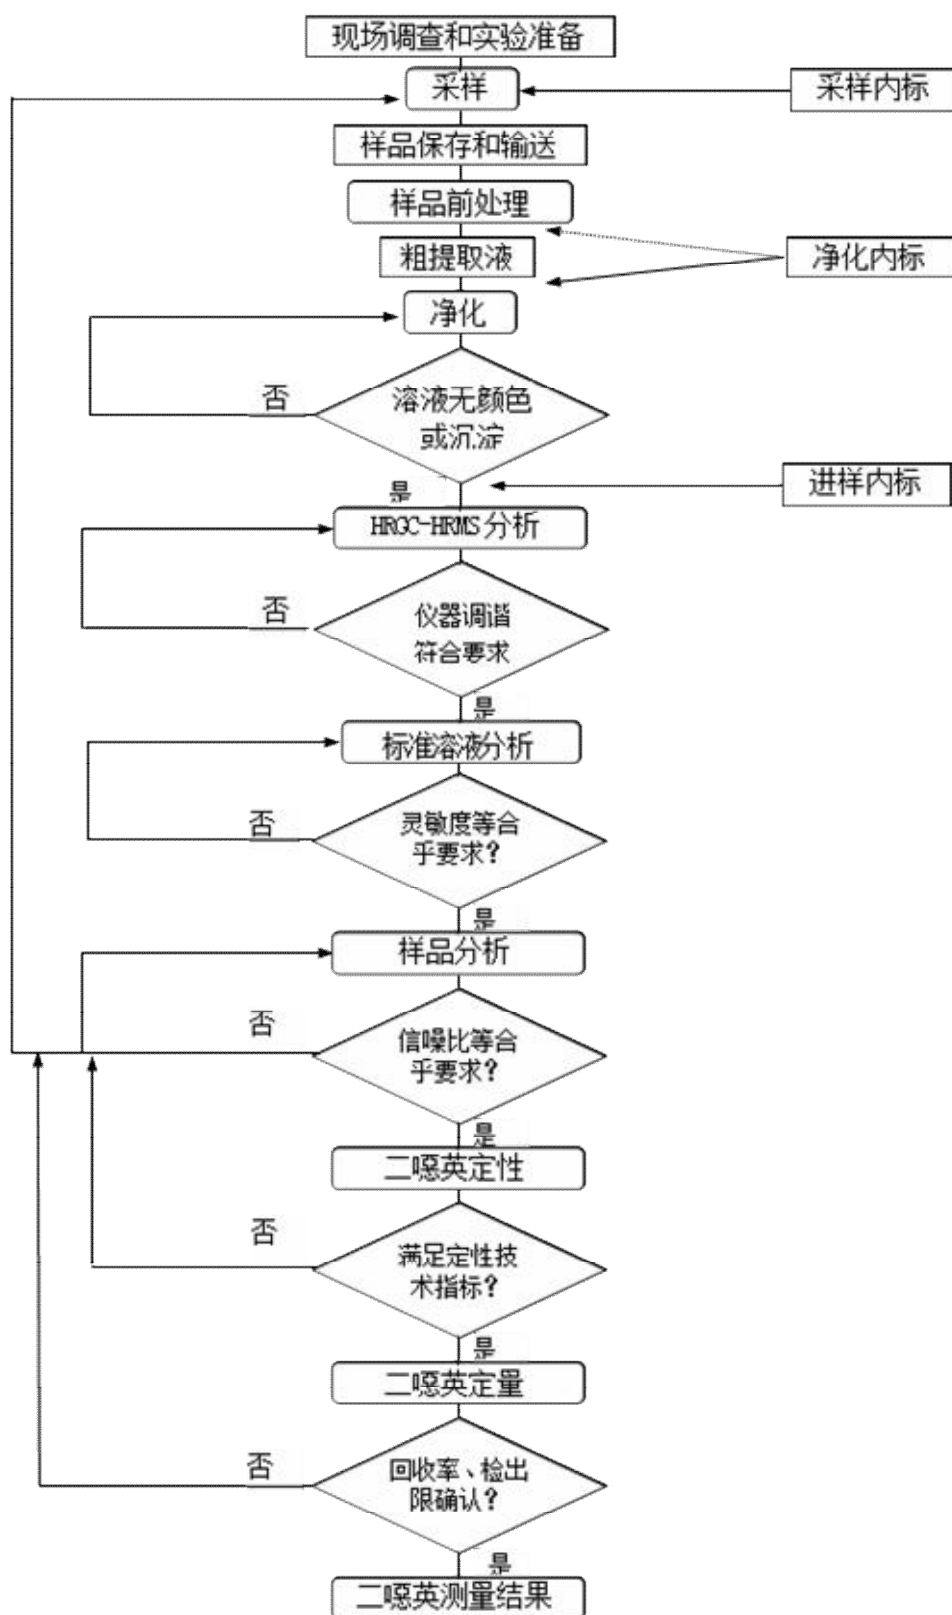 现场调查和实验准备
采样
采样内标
样品保存和输送
样品前处理
粗提取液
净化内标
净化
否
溶液无颜色
或沉淀
是
进样内标
HRGC-HRMS分析
否
仪器调谐
符合要求
是
标准溶液分析
否
灵敏度等合
乎要求?
是
样品分析
否
信噪比等合
乎要求?
是
二噁英定性
否
满足定性技
术指标?
是
二噁英定量
否
回收率、检出
限确认?
是
二噁英测量结果